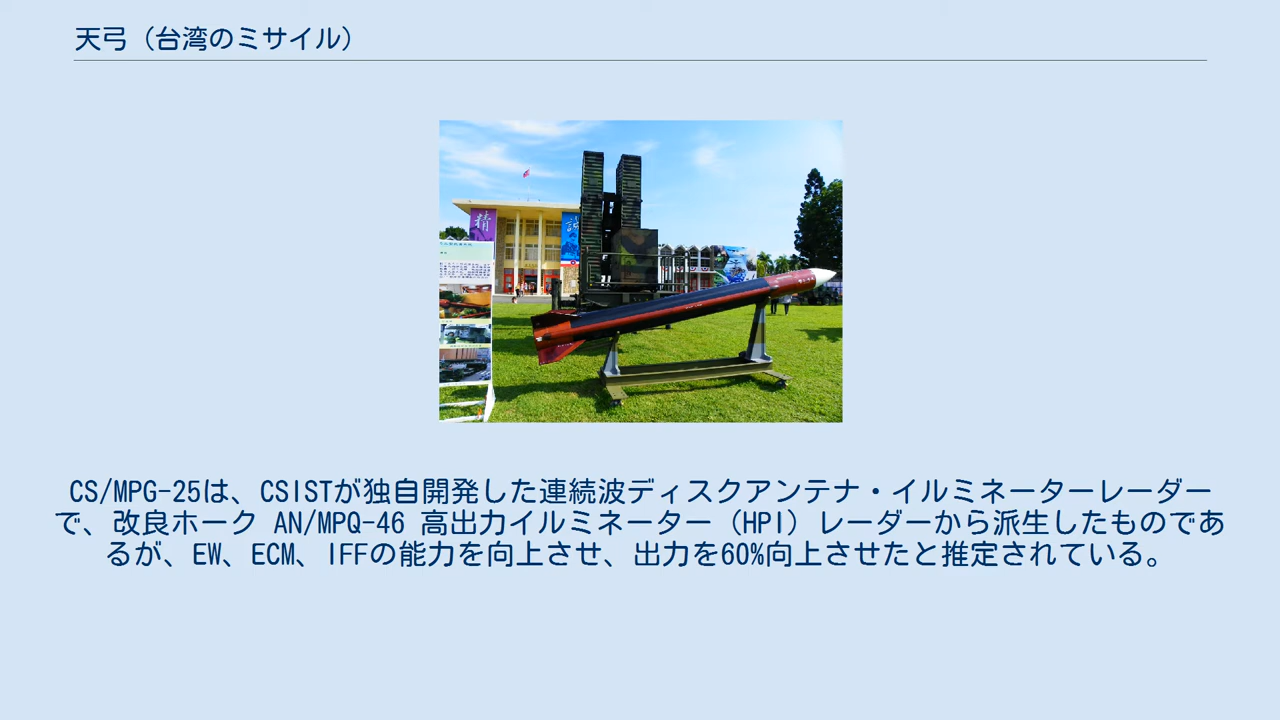 天弓（台湾のミサイル）
精
CS/MPG-25は、CSISTが独自開発した連続波ディスクアンテナ・イルミネーターレーダー
で、改良ホーク AN/MPQ-46 高出力イルミネーター（HPI）レーダーから派生したものであ
るが、EW、ECM、IFFの能力を向上させ、出力を60%向上させたと推定されている。